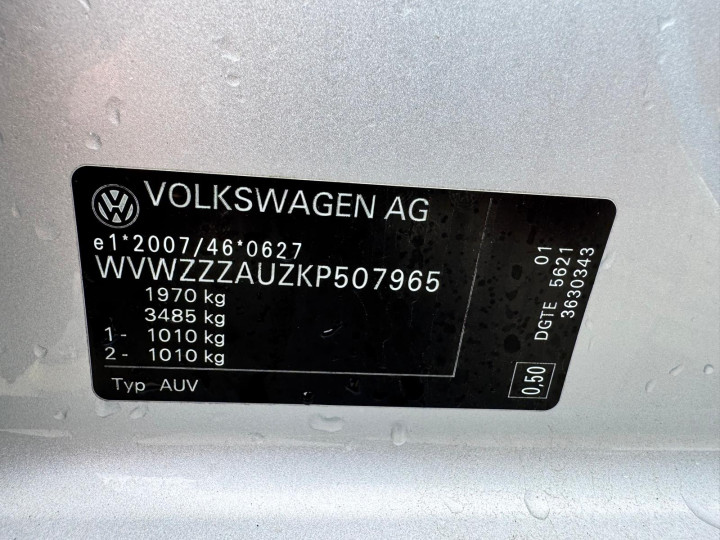 VOLKSWAGEN AG
e1*2007/46*0627
WVWZZZAUZKP507965
1970 kg
3485 kg
1- 1010 kg
2- 1010 kg
Typ AUV
01
DGTE 5621
3630343
0,50